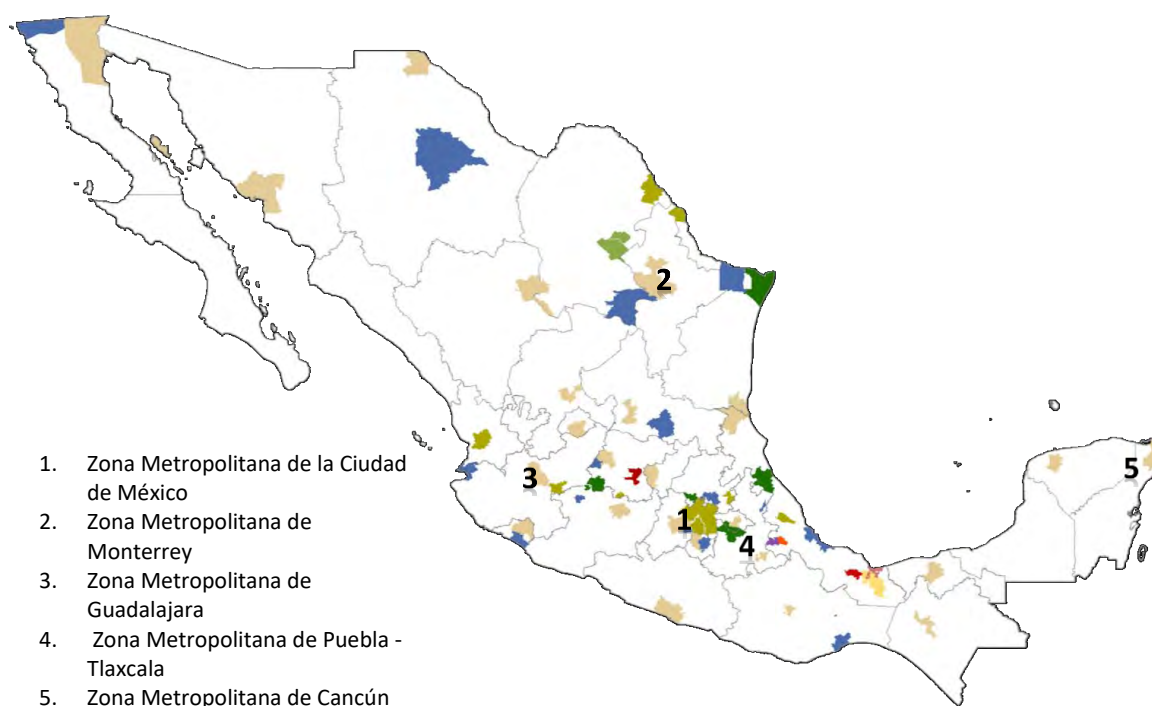 2
5
3
1
4
1. Zona Metropolitana de la Ciudad
de México
2. Zona Metropolitana de
Monterrey
3. Zona Metropolitana de
Guadalajara
4. Zona Metropolitana de Puebla -
Tlaxcala
5. Zona Metropolitana de Cancún